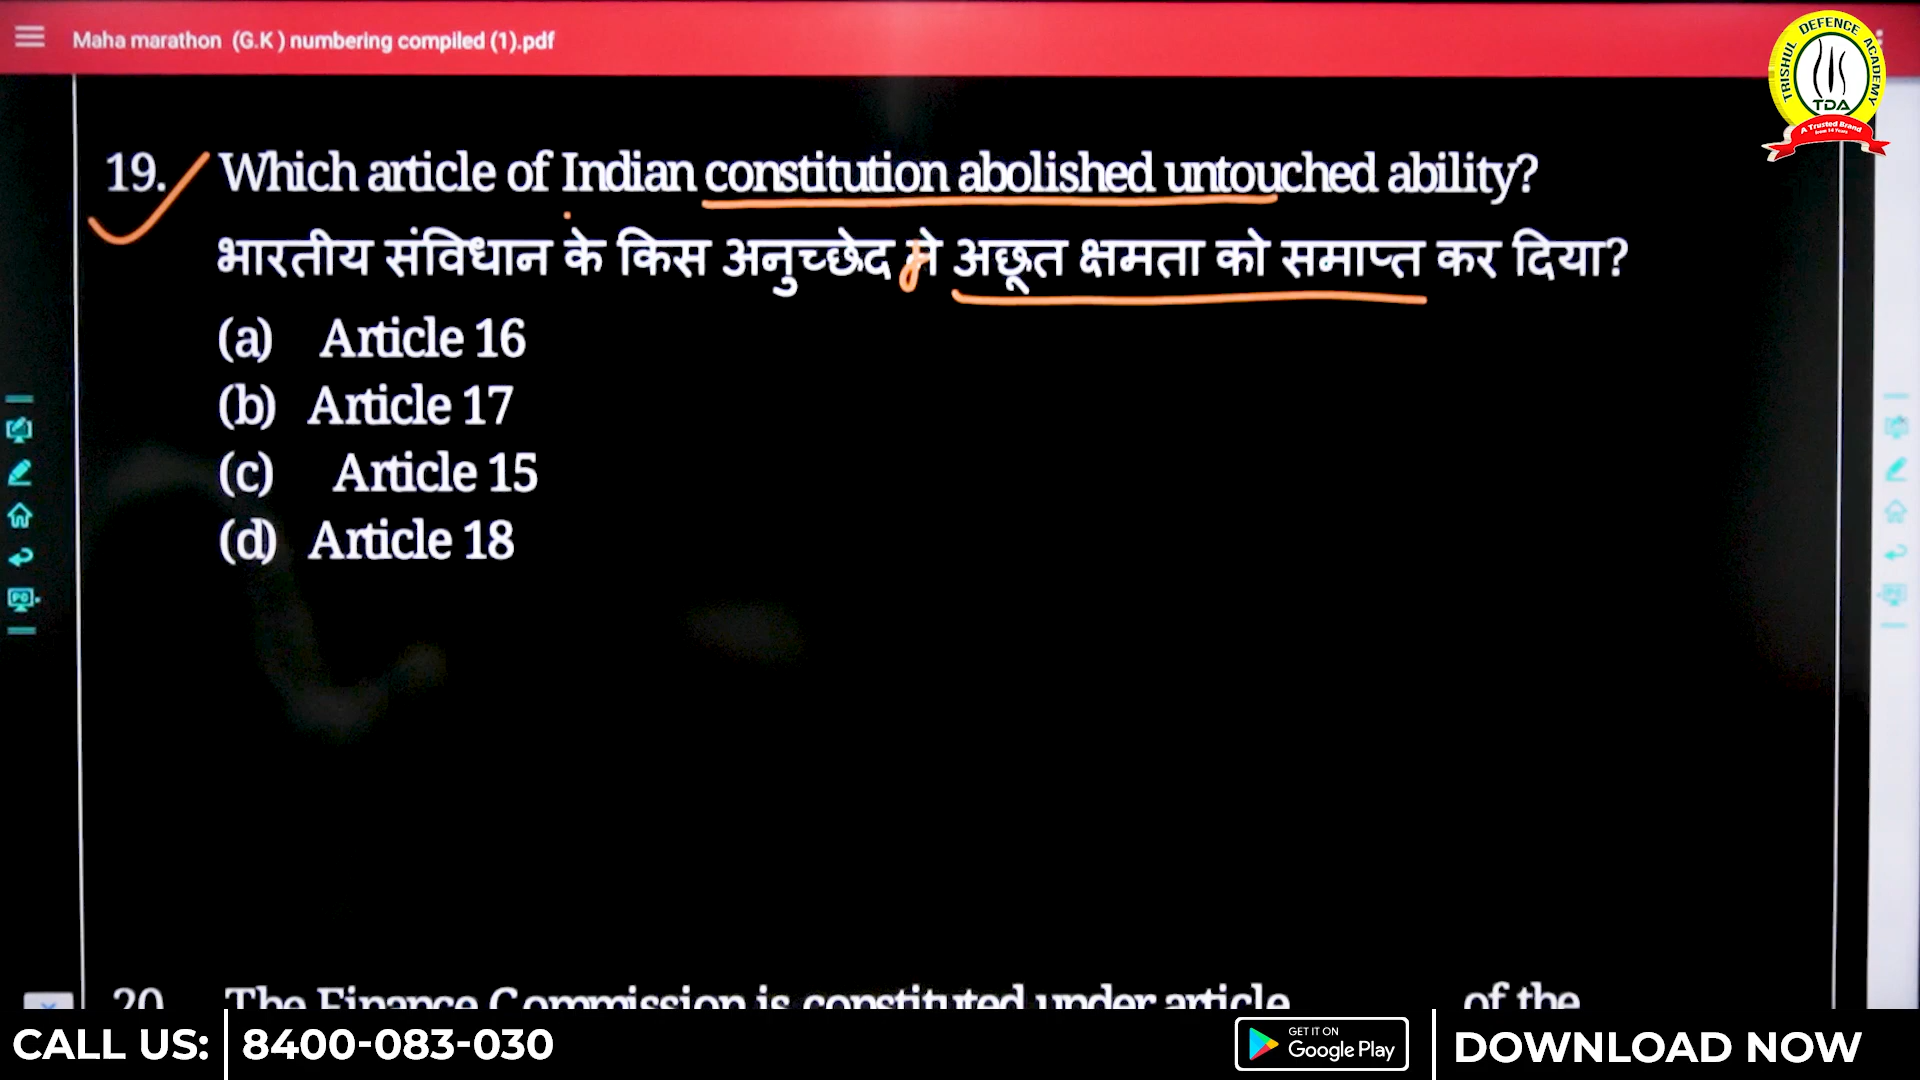 Maha marathon (G.K ) numbering compiled (1).pdf
TRISHUL DEFENCE ACADEMY
TDA
A Trusted Brand
19. Which article of Indian constitution abolished untouched ability?
भारतीय संविधान के किस अनुच्छेद मे अछूत क्षमता को समाप्त कर दिया?
(a) Article 16
(b) Article 17
(c) Article 15
(d) Article 18
20. The Finance Commission is constituted under article of the
CALL US: 8400-083-030
GET IT ON
Google Play
DOWNLOAD NOW